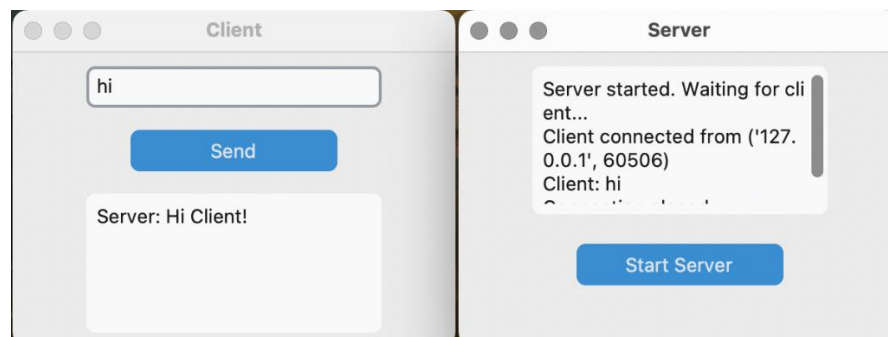 Client
hi
Send
Server: Hi Client!
Server
Server started. Waiting for cli
ent...
Client connected from ('127.
0.0.1', 60506)
Client: hi
Start Server